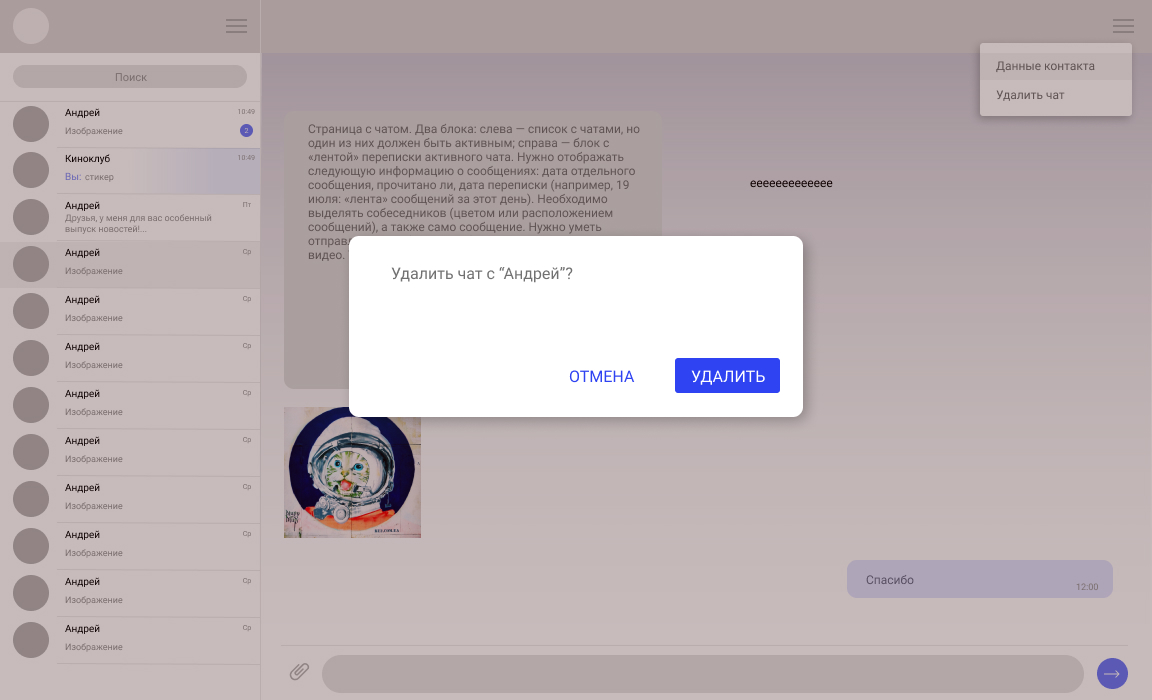 Поиск
Андрей
10:49
Изображение
2
Киноклуб
10:49
Вы: стикер
Андрей
Пт
Друзья, у меня для вас особенный
выпуск новостей!...
Андрей
Ср
Изображение
Андрей
Ср
Изображение
Андрей
Ср
Изображение
Андрей
Ср
Изображение
Андрей
Ср
Изображение
Андрей
Ср
Изображение
Андрей
Ср
Изображение
Андрей
Ср
Изображение
Андрей
Ср
Изображение
Данные контакта
Удалить чат
Страница с чатом. Два блока: слева — список с чатами, но
один из них должен быть активным; справа — блок с
«лентой» переписки активного чата. Нужно отображать
следующую информацию о сообщениях: дата отдельного
сообщения, прочитано ли, дата переписки (например, 19
июля: «лента» сообщений за этот день). Необходимо
выделять собеседников (цветом или расположением
сообщений), а также само сообщение. Нужно уметь
видео.
еееееееееееее
Удалить чат с “Андрей”?
ОТМЕНА
УДАЛИТЬ
Спасибо
12:00